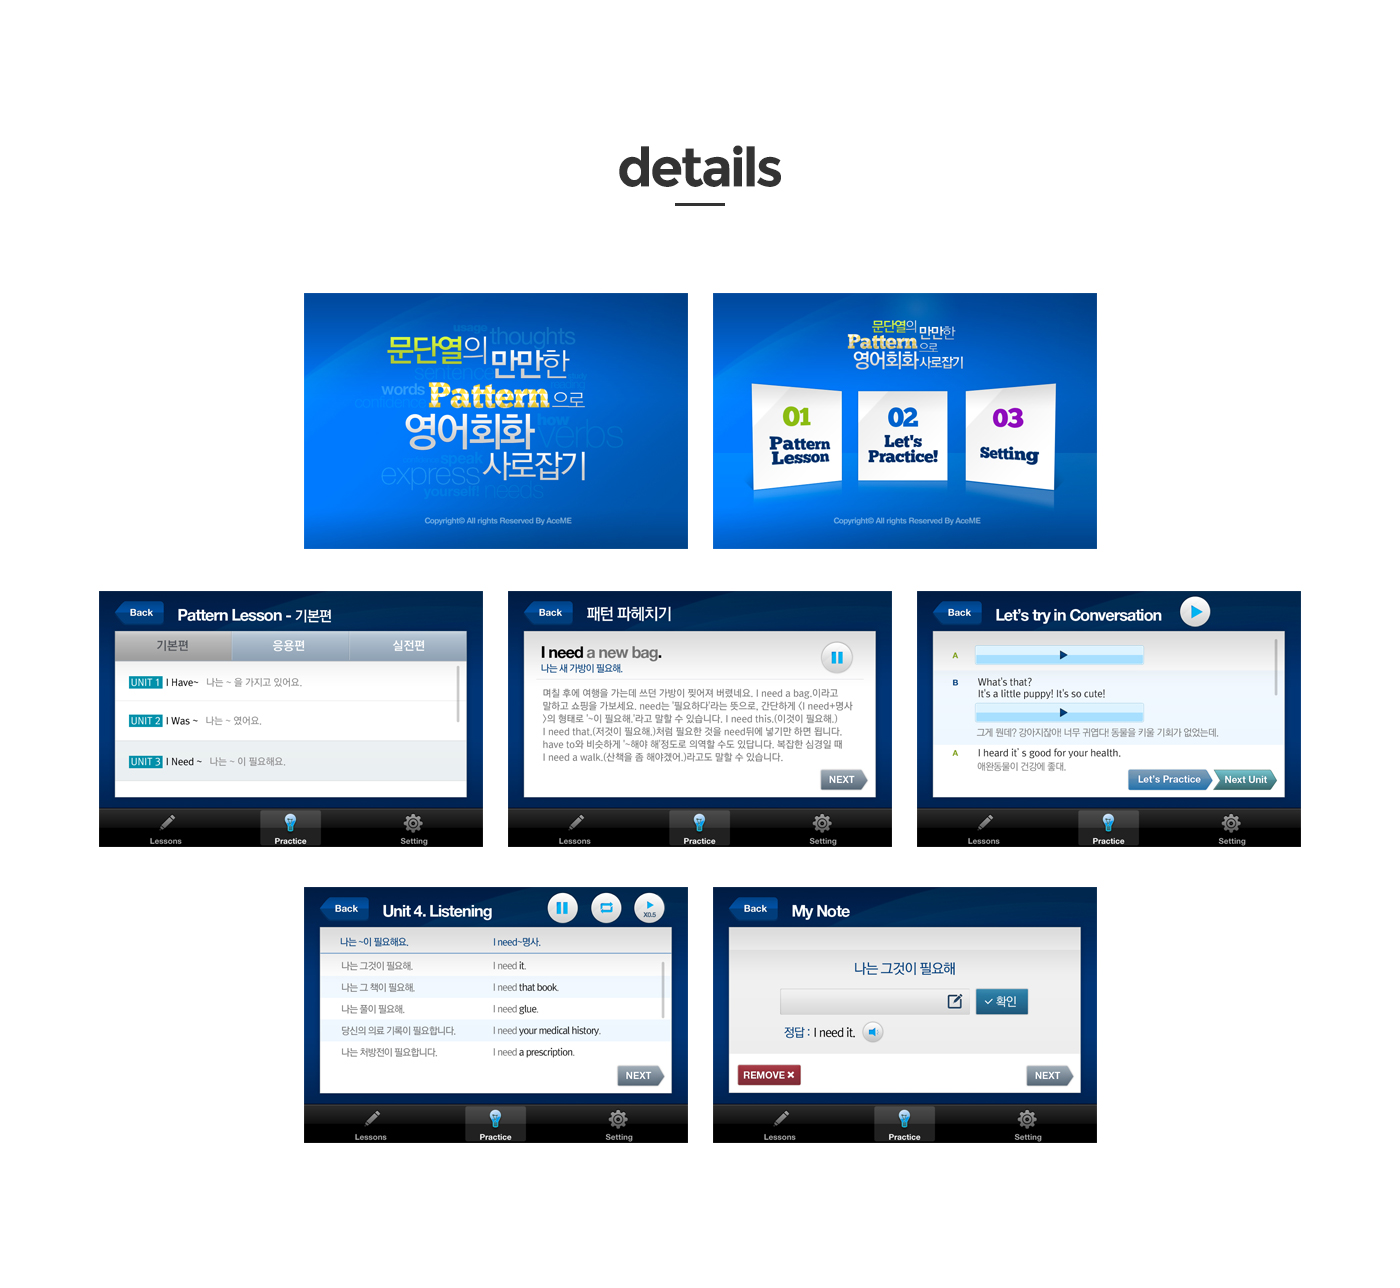 details
usage
thoughts
문단열의 만만한
sentence
words Pattern으로
confidence
영어회화 how verbs
speak
express 사로잡기
yourself! needs
Copyright© All rights Reserved By AceME
문단열의 만만한
Pattern으로
영어회화 사로잡기
01
Pattern
Lesson
02
Let's
Practice!
03
Setting
Copyright© All rights Reserved By AceME
Back Pattern Lesson - 기본편
기본편 응용편 실전편
UNIT 1 I Have~ 나는 ~ 을 가지고 있어요.
UNIT 2 I Was ~ 나는 ~ 였어요.
UNIT 3 I Need ~ 나는 ~ 이 필요해요.
Lessons Practice Setting
Back 패턴 파헤치기
I need a new bag.
나는 새 가방이 필요해.
며칠 후에 여행을 가는데 쓰던 가방이 찢어져 버렸네요. I need a bag.이라고
말하고 쇼핑을 가보세요. need는 '필요하다'라는 뜻으로, 간단하게 〈I need+명사
〉의 형태로 '~이 필요해.'라고 말할 수 있습니다. I need this.(이것이 필요해.)
I need that.(저것이 필요해.)처럼 필요한 것을 need뒤에 넣기만 하면 됩니다.
have to와 비슷하게 '~해야 해'정도로 의역할 수도 있답니다. 복잡한 심경일 때
I need a walk.(산책을 좀 해야겠어.)라고도 말할 수 있습니다.
NEXT
Lessons Practice Setting
Back Let's try in Conversation
A
B What's that?
It's a little puppy! It's so cute!
그게 뭔데? 강아지잖아! 너무 귀엽다! 동물을 키울 기회가 없었는데.
A I heard it's good for your health.
애완동물이 건강에 좋대.
Let's Practice Next Unit
Lessons Practice Setting
Back Unit 4. Listening X0.5
나는 ~이 필요해요. I need~명사.
나는 그것이 필요해. I need it.
나는 그 책이 필요해. I need that book.
나는 풀이 필요해. I need glue.
당신의 의료 기록이 필요합니다. I need your medical history.
나는 처방전이 필요합니다. I need a prescription.
NEXT
Lessons Practice Setting
Back My Note
나는 그것이 필요해
확인
정답 : I need it.
REMOVE NEXT
Lessons Practice Setting